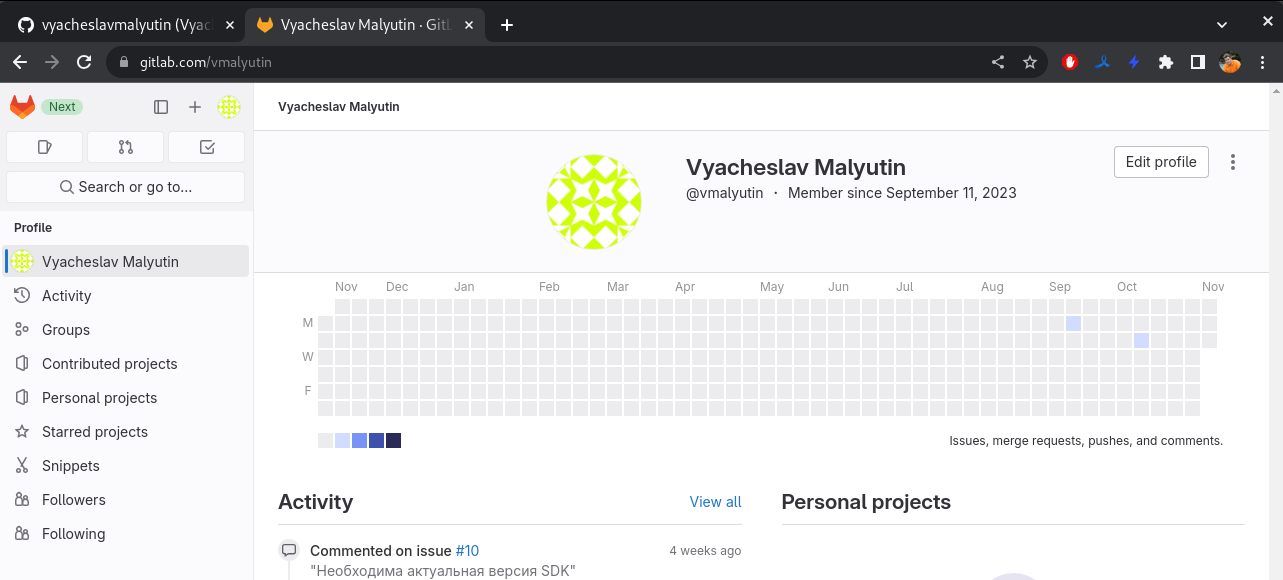 vyacheslavmalyutin (Vyac
Vyacheslav Malyutin · GitL
gitlab.com/vmalyutin
Next
Search or go to...
Profile
Vyacheslav Malyutin
Activity
Groups
Contributed projects
Personal projects
Starred projects
Snippets
Followers
Following
Vyacheslav Malyutin
Vyacheslav Malyutin
@vmalyutin · Member since September 11, 2023
Edit profile
Nov Dec Jan Feb Mar Apr May Jun Jul Aug Sep Oct Nov
M
W
F
Issues, merge requests, pushes, and comments.
Activity
View all
Commented on issue #10
4 weeks ago
"Необходима актуальная версия SDK"
Personal projects